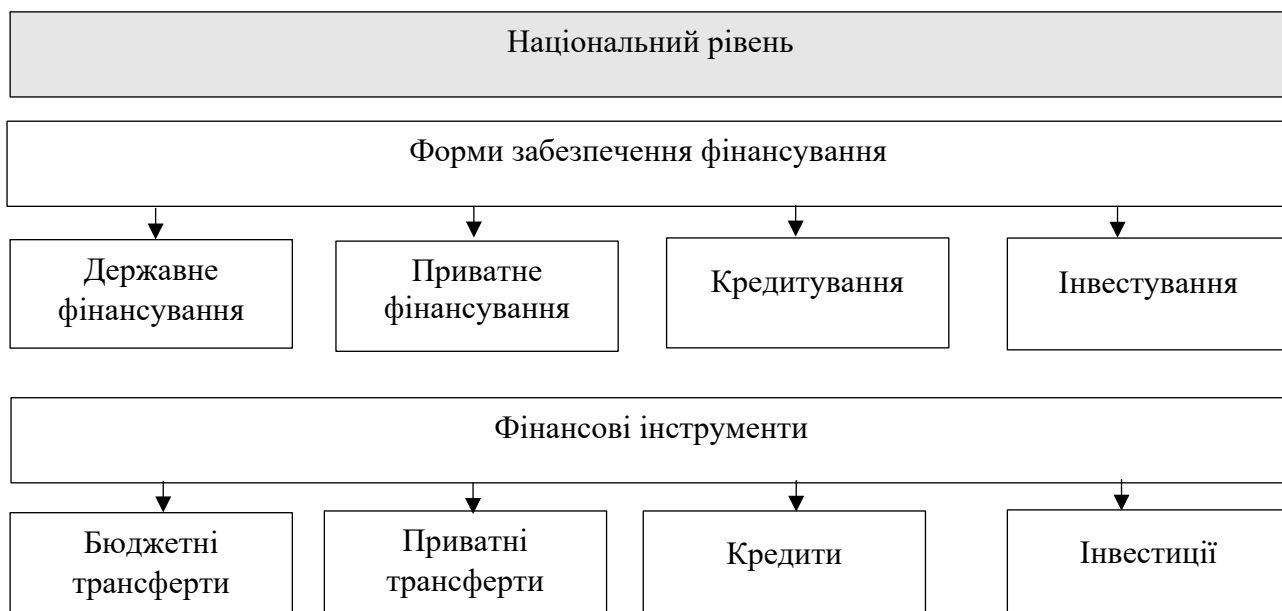 Національний рівень
Форми забезпечення фінансування
Державне
фінансування
Приватне
фінансування
Кредитування
Інвестування
Фінансові інструменти
Бюджетні
трансферти
Приватні
трансферти
Кредити
Інвестиції